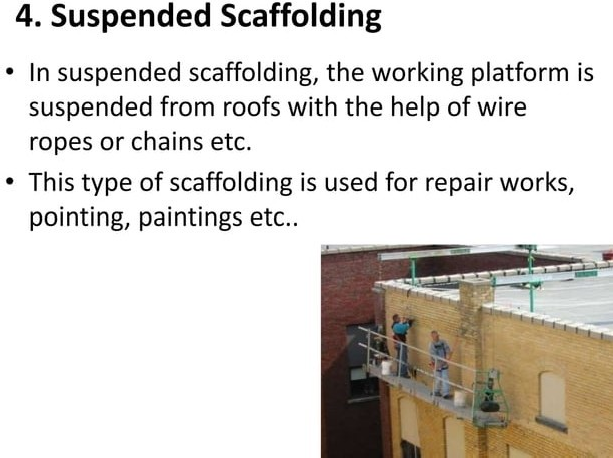 4. Suspended Scaffolding
• In suspended scaffolding, the working platform is
suspended from roofs with the help of wire
ropes or chains etc.
• This type of scaffolding is used for repair works,
pointing, paintings etc..